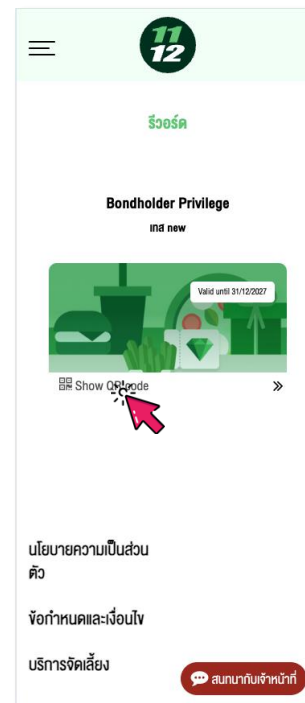 11
12
รีวอร์ด
Bondholder Privilege
เทส new
Valid until 31/12/2027
Show QR code
นโยบายความเป็นส่วน
ตัว
ข้อกำหนดและเงื่อนไข
บริการจัดเลี้ยง
สนทนากับเจ้าหน้าที่